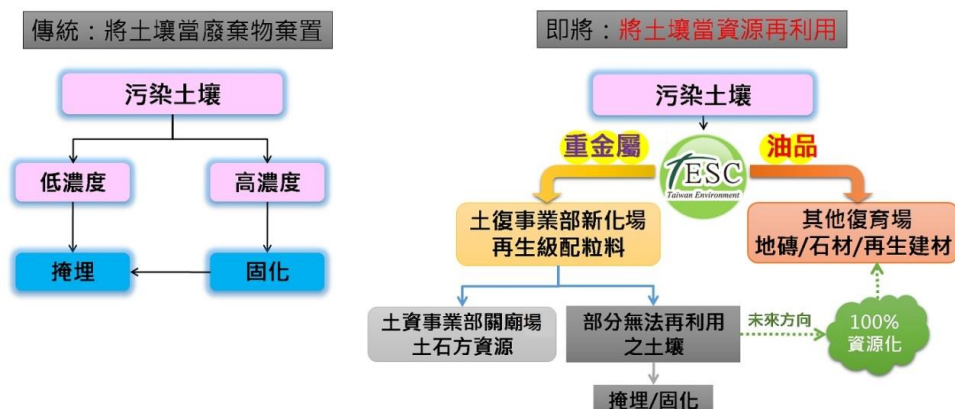 傳統：將土壤當廢棄物棄置
污染土壤
低濃度
高濃度
掩埋
固化
即將：將土壤當資源再利用
污染土壤
重金屬
油品
TESC
Taiwan Environment
土復事業部新化場
再生級配粒料
其他復育場
地磚/石材/再生建材
土資事業部關廟場
土石方資源
部分無法再利用
之土壤
未來方向
100%
資源化
掩埋/固化